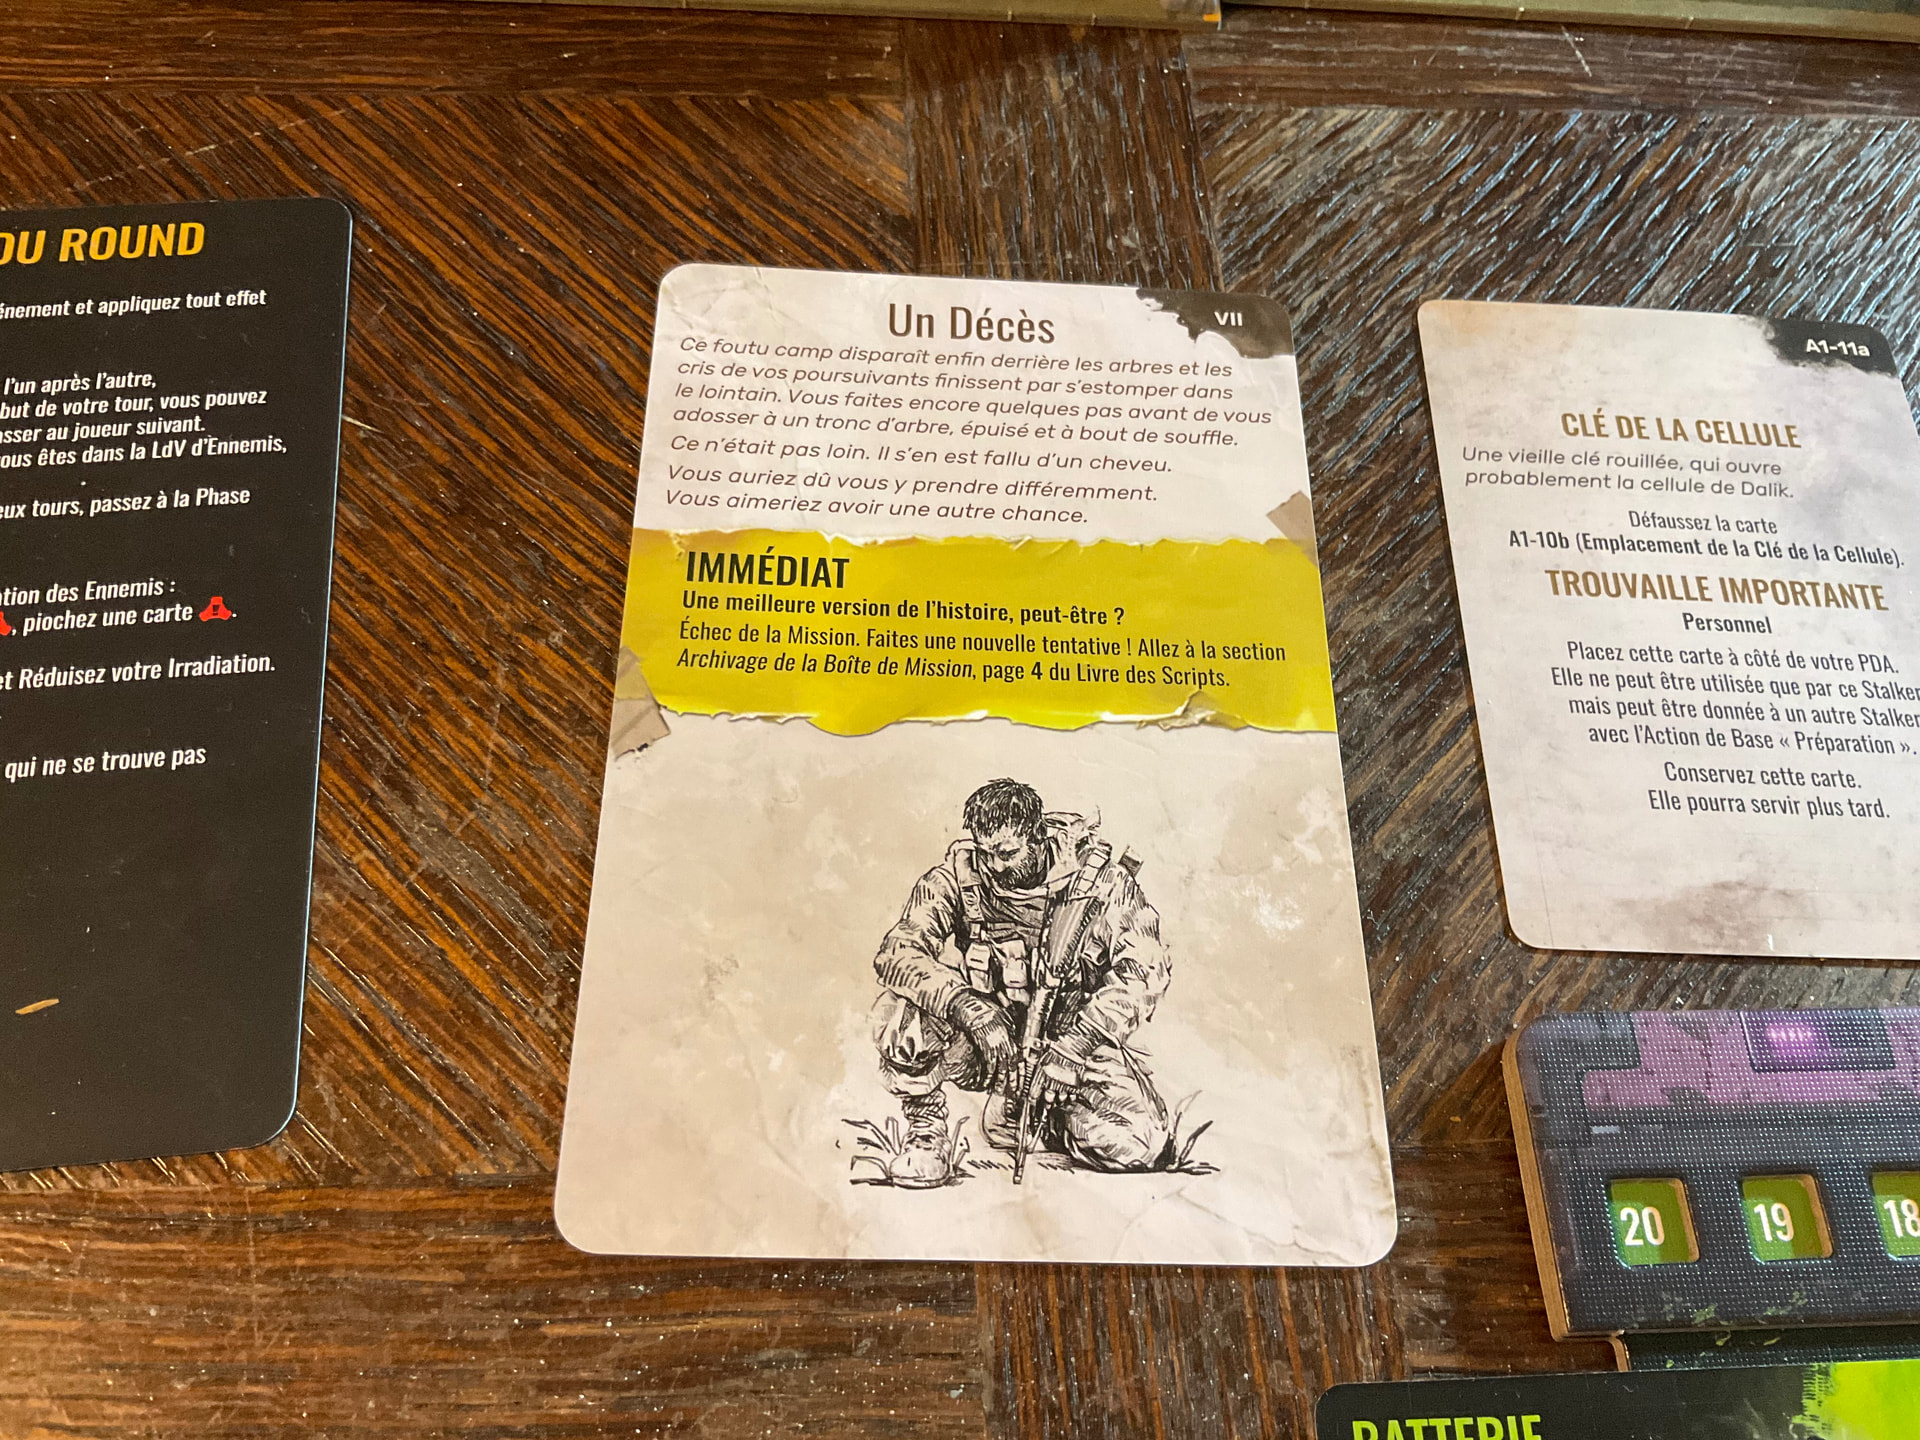 DU ROUND
énement et appliquez tout effet
l'un après l'autre,
but de votre tour, vous pouvez
sser au joueur suivant.
ous êtes dans la LdV d'Ennemis,
eux tours, passez à la Phase
tion des Ennemis :
, piochez une carte .
et Réduisez votre Irradiation.
qui ne se trouve pas
Un Décès
VII
Ce foutu camp disparaît enfin derrière les arbres et les
cris de vos poursuivants finissent par s'estomper dans
le lointain. Vous faites encore quelques pas avant de vous
adosser à un tronc d'arbre, épuisé et à bout de souffle.
Ce n'était pas loin. Il s'en est fallu d'un cheveu.
Vous auriez dû vous y prendre différemment.
Vous aimeriez avoir une autre chance.
IMMÉDIAT
Une meilleure version de l'histoire, peut-être ?
Échec de la Mission. Faites une nouvelle tentative ! Allez à la section
Archivage de la Boîte de Mission, page 4 du Livre des Scripts.
A1-11a
CLÉ DE LA CELLULE
Une vieille clé rouillée, qui ouvre
probablement la cellule de Dalik.
Défaussez la carte
A1-10b (Emplacement de la Clé de la Cellule).
TROUVAILLE IMPORTANTE
Personnel
Placez cette carte à côté de votre PDA.
Elle ne peut être utilisée que par ce Stalker
mais peut être donnée à un autre Stalker
avec l'Action de Base « Préparation ».
Conservez cette carte.
Elle pourra servir plus tard.
20 19 18
BATTERIE